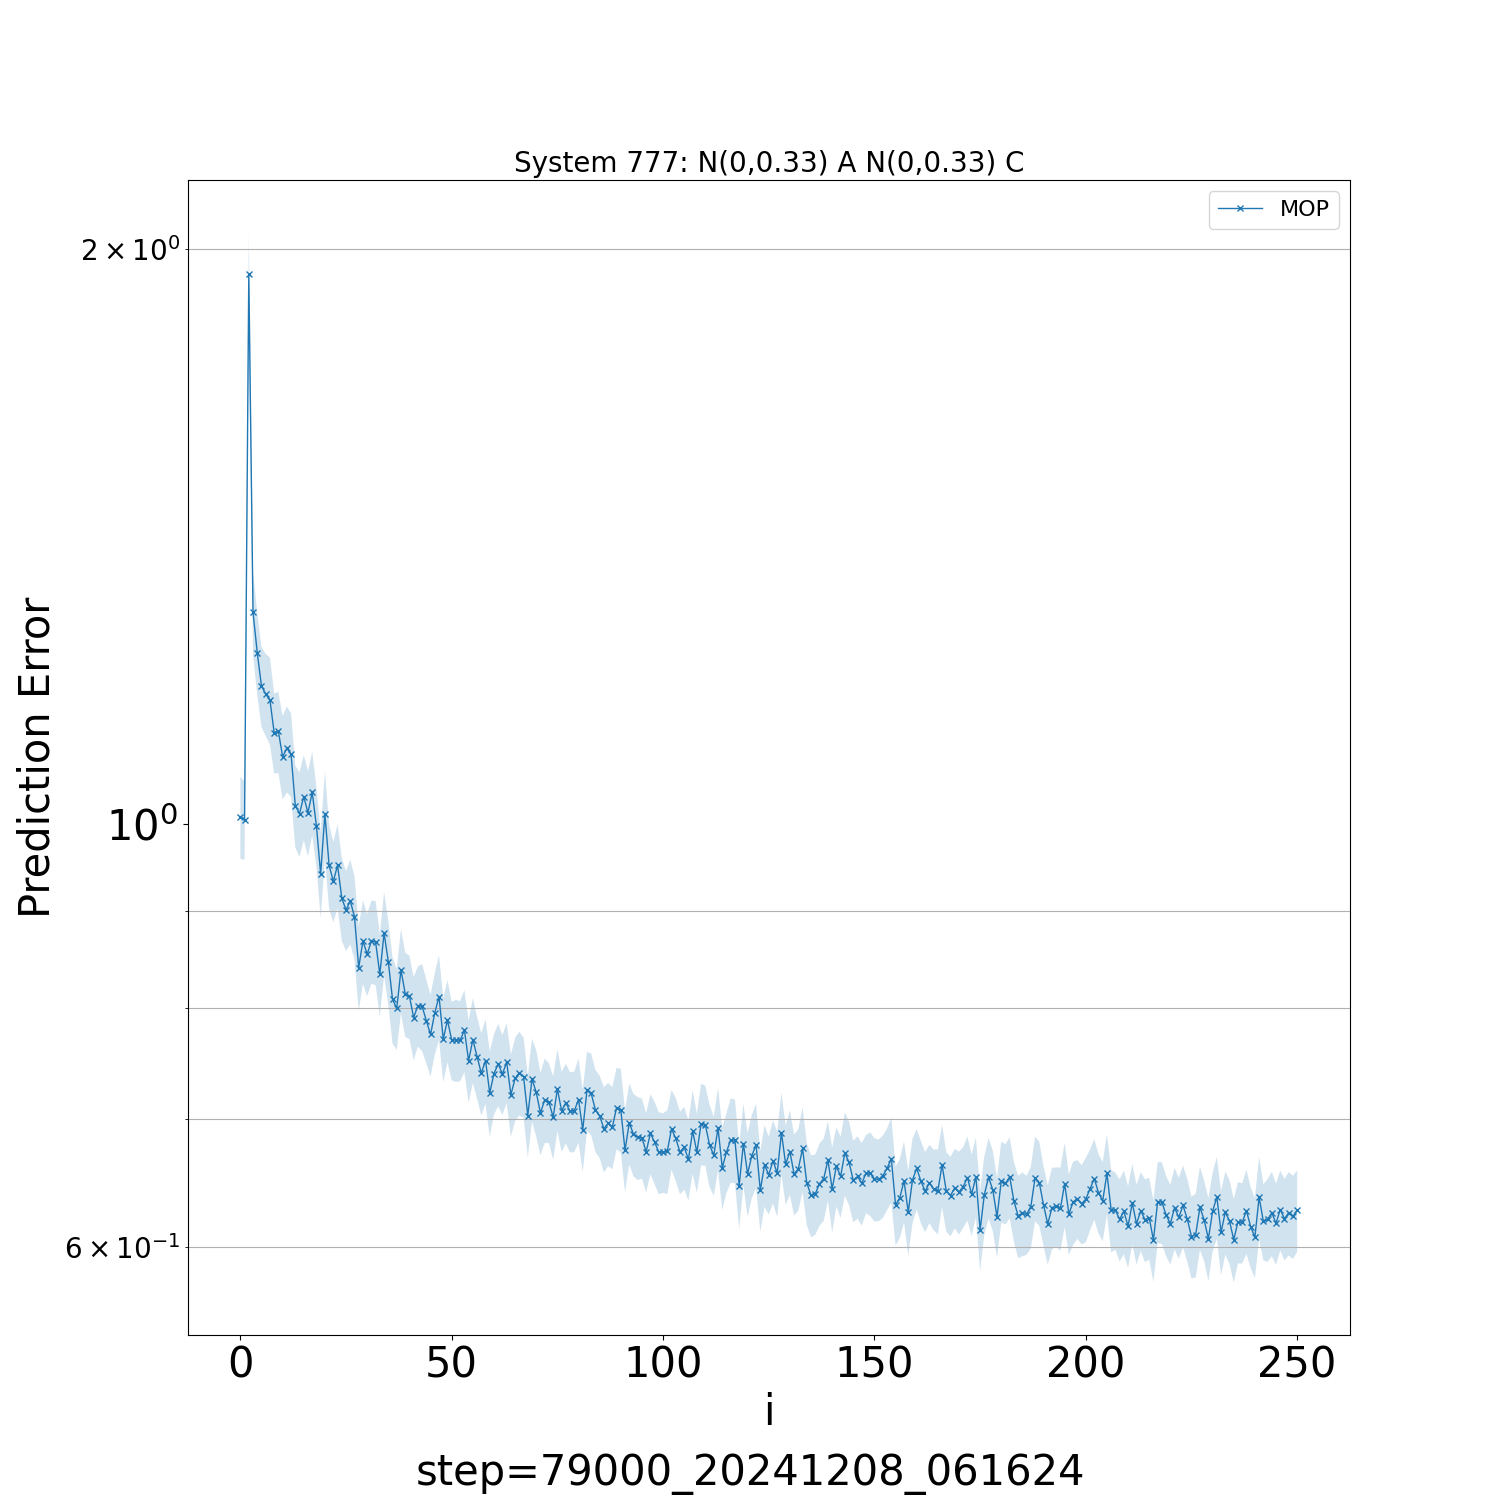 System 777: N(0,0.33) A N(0,0.33) C
MOP
2 × 10⁰
10⁰
6 × 10⁻¹
Prediction Error
0 50 100 150 200 250
i
step=79000_20241208_061624